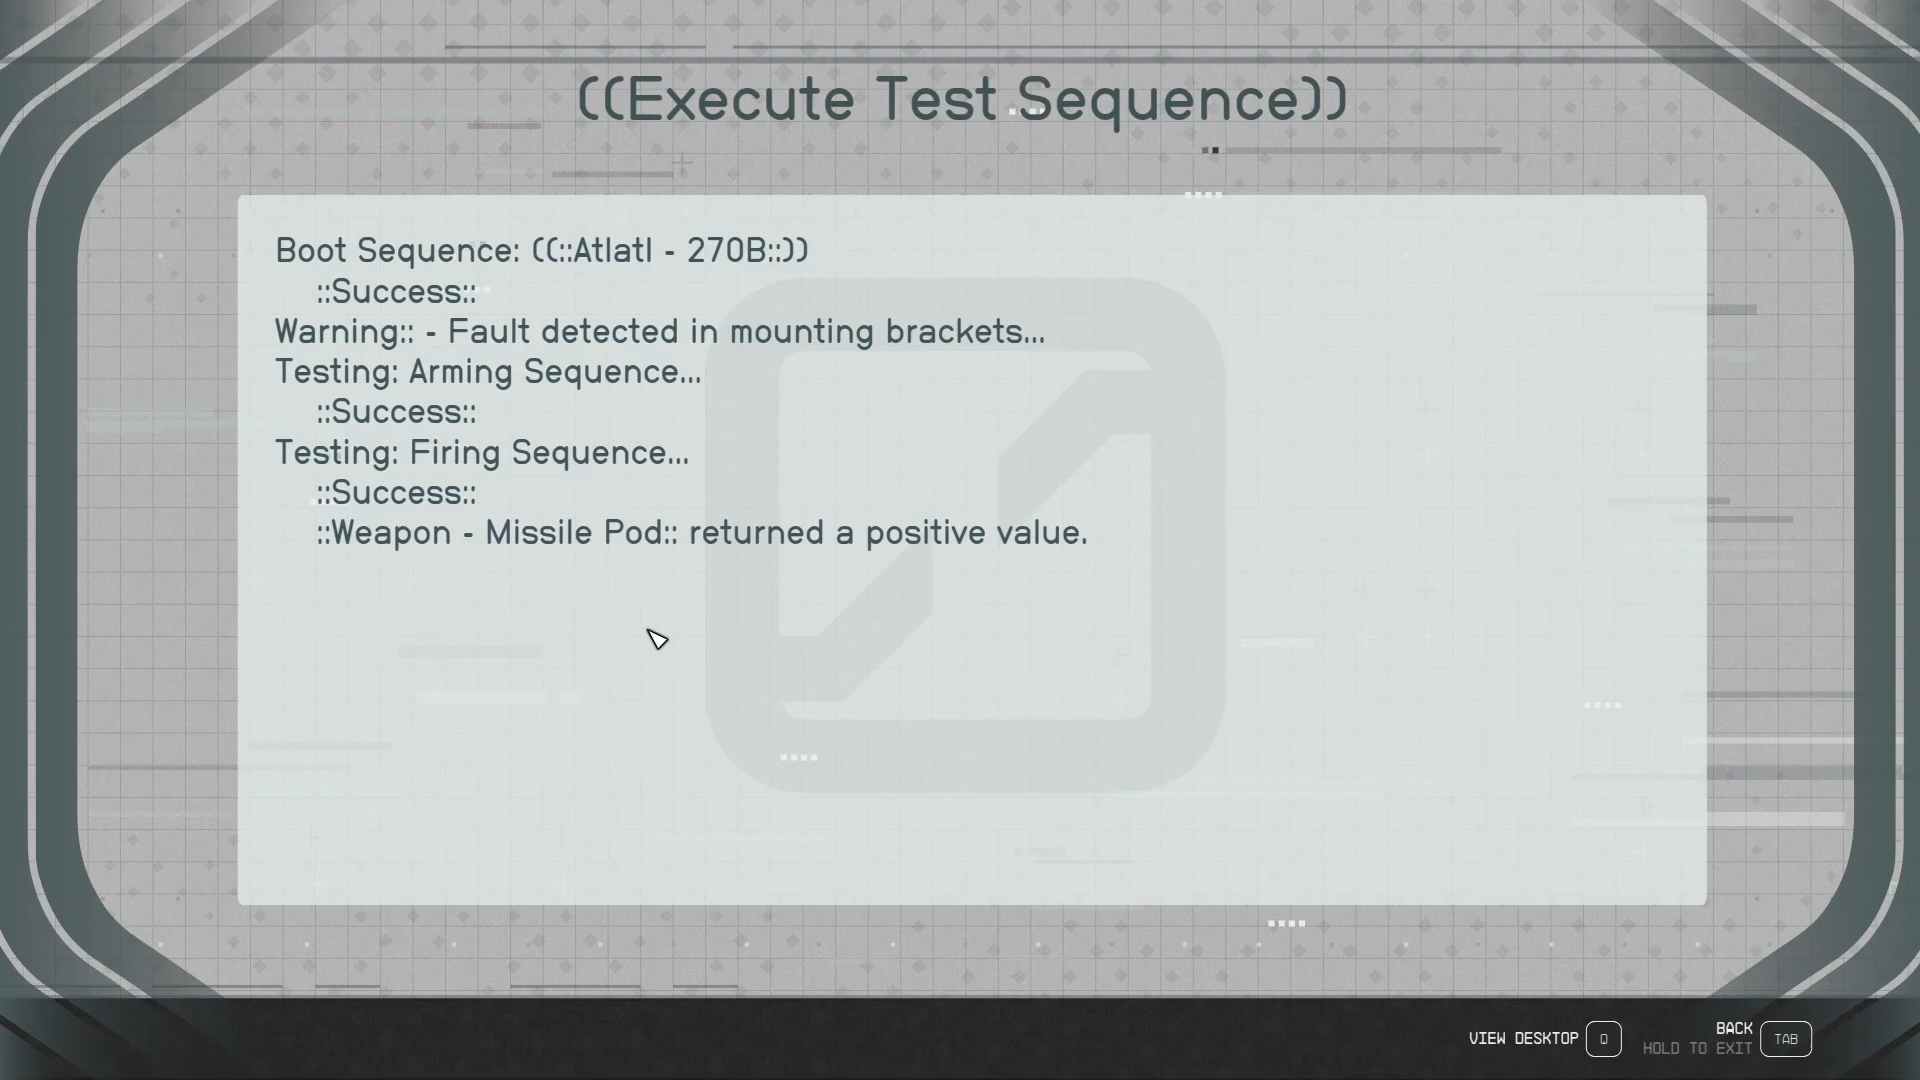 ((Execute Test Sequence))
Boot Sequence: ((::Atlatl - 270B::))
::Success::
Warning:: - Fault detected in mounting brackets...
Testing: Arming Sequence...
::Success::
Testing: Firing Sequence...
::Success::
::Weapon - Missile Pod:: returned a positive value.
VIEW DESKTOP Q
BACK TAB
HOLD TO EXIT